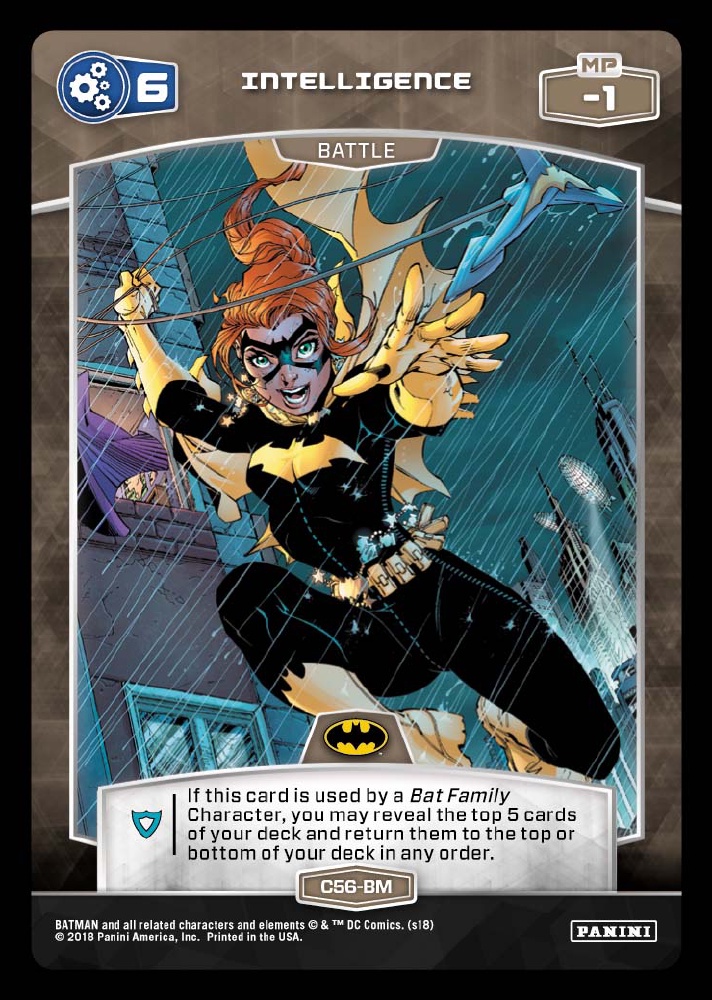 6
INTELLIGENCE
MP
-1
BATTLE
If this card is used by a Bat Family
Character, you may reveal the top 5 cards
of your deck and return them to the top or
bottom of your deck in any order.
C56-BM
BATMAN and all related characters and elements © & ™ DC Comics. (s18)
© 2018 Panini America, Inc. Printed in the USA.
PANINI